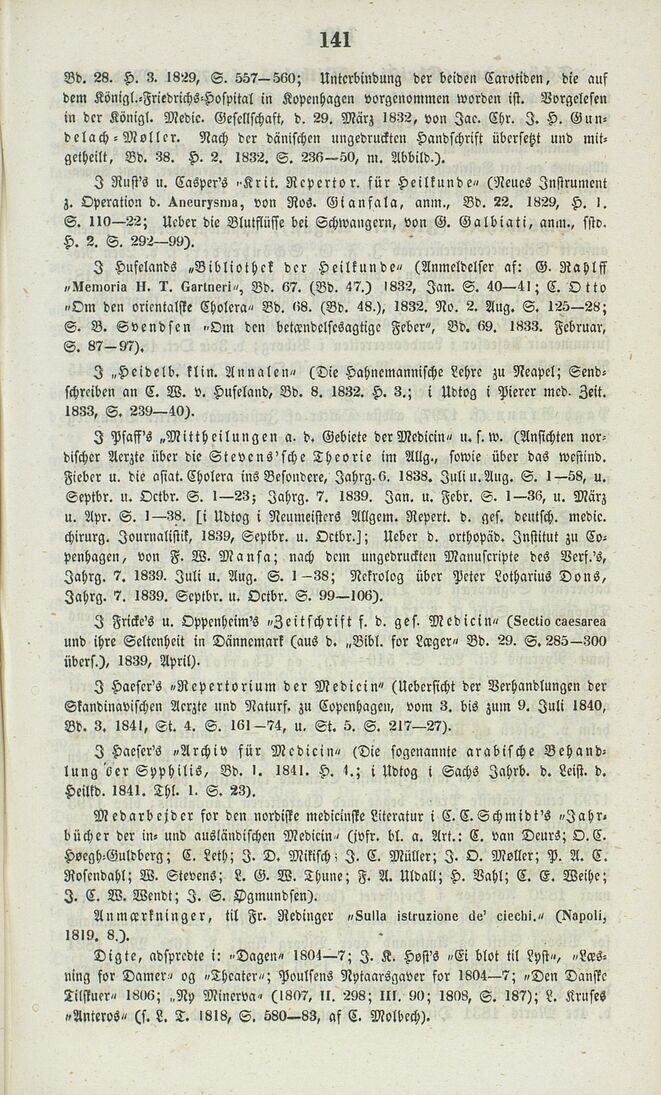 141
Bd. 28. H. 3. 1829, S. 557—560; Unterbindung der beiden Carotiden, die auf
dem Königl.-Friedrichs-Hospital in Kopenhagen vorgenommen worden ist. Vorgelesen
in der Königl. Medic. Gesellschaft, d. 29. März 1832, von Jac. Chr. J. H. Gun-
delach-Møller. Nach der dänischen ungedruckten Handschrift übersetzt und mit-
getheilt, Bd. 38. H. 2. 1832. S. 236—50, m. Abbild.).
J Rust's u. Casper's „Krit. Repertor. für Heilkunde“ (Neues Instrument
z. Operation d. Aneurysma, von Ros. Gianfala, anm., Bd. 22. 1829, H. 1.
S. 110—22; Ueber die Blutflüsse bei Schwangern, von G. Galbiati, anm., sstd.
H. 2. S. 292—99).
J Hufelands „Bibliothek der Heilkunde“ (Anmeldelser af: G. Rahlff
„Memoria H. T. Gartneri“, Bd. 67. (Bd. 47.) 1832, Jan. S. 40—41; C. Otto
„Om den orientalske Cholera“ Bd. 68. (Bd. 48.), 1832. No. 2. Aug. S. 125—28;
S. B. Svendsen „Om den betændelsesagtige Feber“, Bd. 69. 1833. Februar,
S. 87—97).
J „Heidelb. klin. Annalen“ (Die Hahnemannische Lehre zu Neapel; Send-
schreiben an C. W. v. Hufeland, Bd. 8. 1832. H. 3.; i Udtog i Pierer med. Zeit.
1833, S. 239—40).
J Pfaff's „Mittheilungen a. d. Gebiete der Medicin“ u. s. w. (Ansichten nor-
discher Aerzte über die Stevens'sche Theorie im Allg., sowie über das westind.
Fieber u. die asiat. Cholera ins Besondere, Jahrg. 6. 1838. Juli u. Aug. S. 1—58, u.
Septbr. u. Octbr. S. 1—23; Jahrg. 7. 1839. Jan. u. Febr. S. 1—36, u. März
u. Apr. S. 1—38. [i Udtog i Neumeisters Allgem. Repert. d. ges. deutsch. medic.
chirurg. Journalistik, 1839, Septbr. u. Octbr.]; Ueber d. orthopäd. Institut zu Co-
penhagen, von F. W. Mansa; nach dem ungedruckten Manuscripte des Verf.'s,
Jahrg. 7. 1839. Juli u. Aug. S. 1—38; Nekrolog über Peter Lotharius Dons,
Jahrg. 7. 1839. Septbr. u. Octbr. S. 99—106).
J Fricke's u. Oppenheim's „Zeitschrift f. d. ges. Medicin“ (Sectio caesarea
und ihre Seltenheit in Dännemark (aus d. „Bibl. for Læger“ Bd. 29. S. 285—300
übers.), 1839, April).
J Haeser's „Repertorium der Medicin“ (Uebersicht der Verhandlungen der
Skandinavischen Aerzte und Naturf. zu Copenhagen, vom 3. bis zum 9. Juli 1840,
Bd. 3. 1841, St. 4. S. 161—74, u. St. 5. S. 217—27).
J Haeser's „Archiv für Medicin“ (Die sogenannte arabische Behand-
lung der Syphilis, Bd. 1. 1841. H. 1.; i Udtog i Sachs Jahrb. d. Leist. d.
Heilkd. 1841. Thl. 1. S. 23).
Medarbejder for den nordiske medicinske Literatur i C. C. Schmidt's „Jahr-
bücher der in- und ausländischen Medicin“ (jvfr. bl. a. Art.: C. van Deurs; O. C.
Høegh-Guldberg; C. Leth; J. D. Mikisch; J. C. Müller; J. O. Møller; P. A. C.
Rosendahl; W. Stevens; L. G. W. Thune; F. A. Uldall; H. Vahl; C. E. Weihe;
J. C. W. Wendt; J. S. Øgmundsen).
Anmærkninger, til Fr. Redinger „Sulla istruzione de' ciechi.“ (Napoli,
1819. 8.).
Digte, adspredte i: „Dagen“ 1804—7; J. K. Høst's „Ei blot til Lyst“, „Læs-
ning for Damer“ og „Theater“; Poulsens Nytaarsgaver for 1804—7; „Den Danske
Tilskuer“ 1806; „Ny Minerva“ (1807, II. 298; III. 90; 1808, S. 187); L. Kruses
„Anteros“ (s. L. T. 1818, S. 580—83, af C. Molbech).